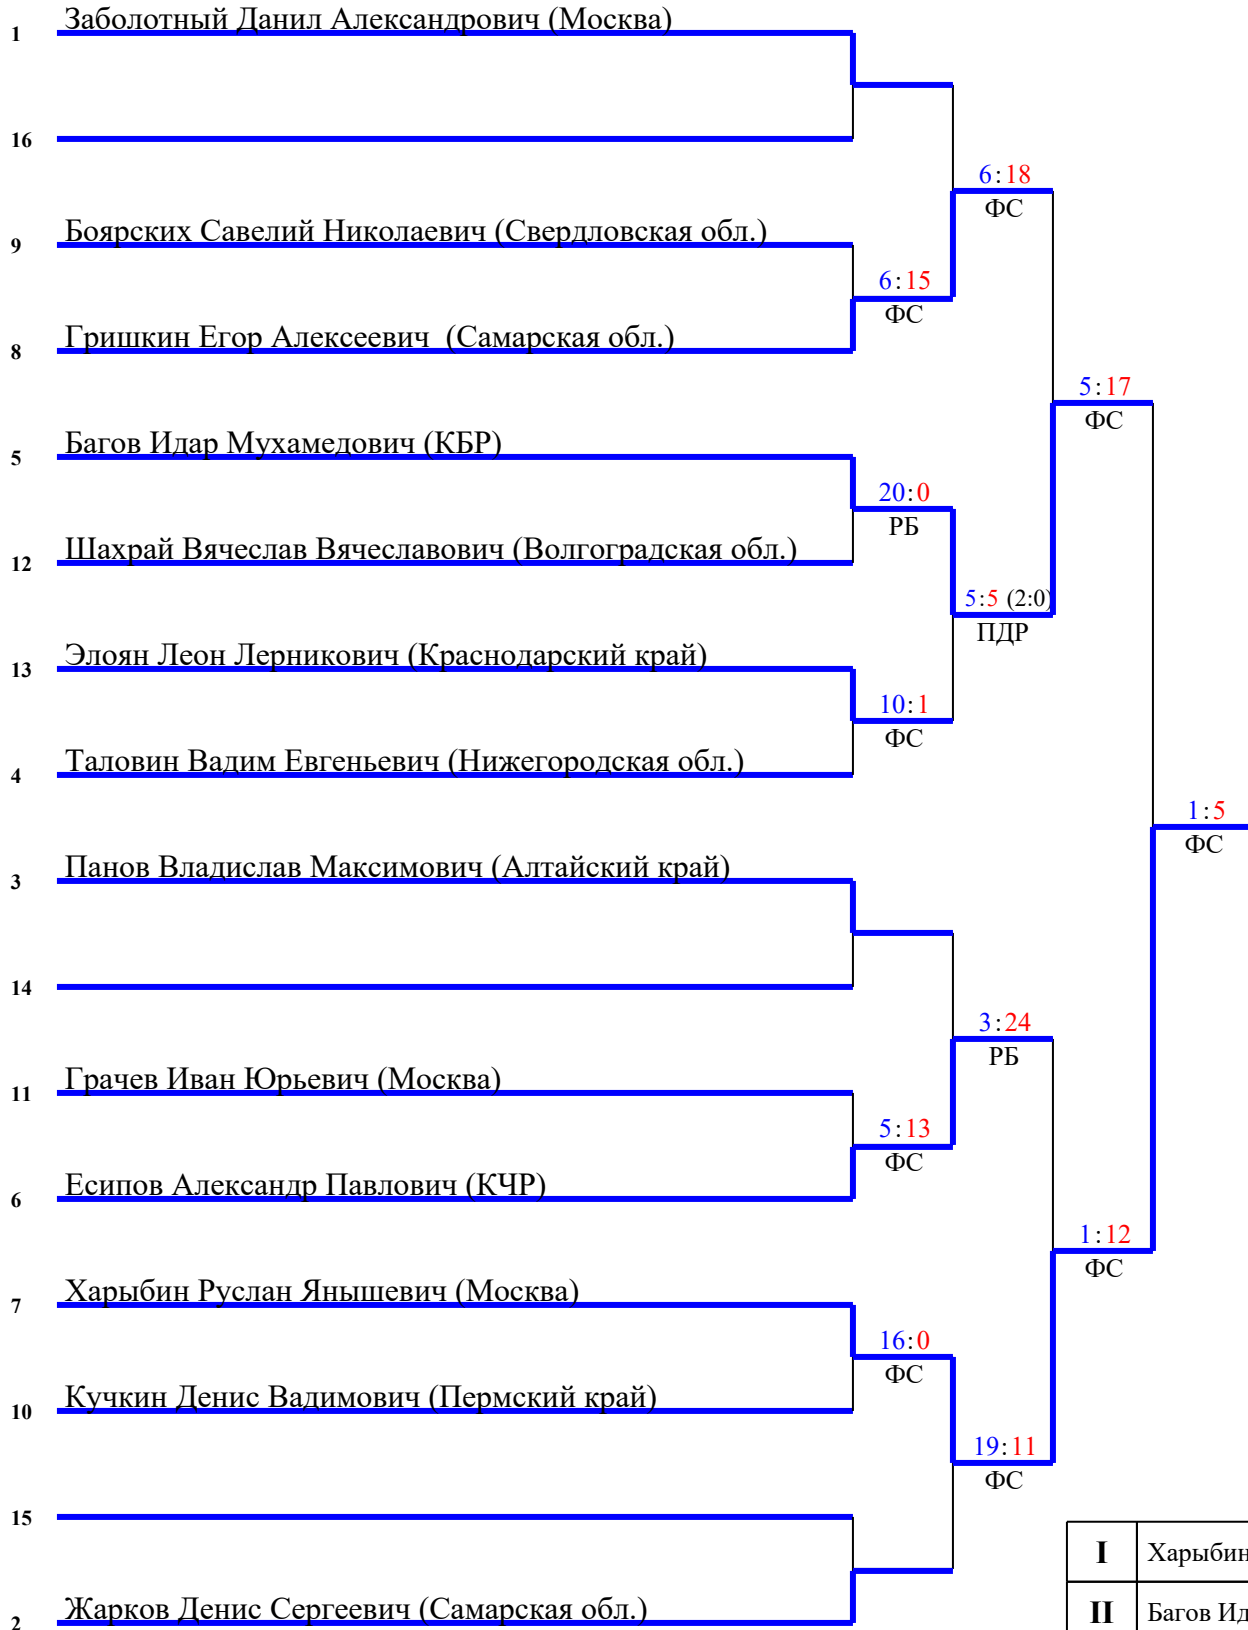 1 Заболотный Данил Александрович (Москва)
16
6:18
ФС
9 Боярских Савелий Николаевич (Свердловская обл.)
6:15
ФС
8 Гришкин Егор Алексеевич (Самарская обл.)
5:17
ФС
5 Багов Идар Мухамедович (КБР)
20:0
РБ
12 Шахрай Вячеслав Вячеславович (Волгоградская обл.)
5:5 (2:0)
ПДР
13 Элоян Леон Лерникович (Краснодарский край)
10:1
ФС
4 Таловин Вадим Евгеньевич (Нижегородская обл.)
1:5
ФС
3 Панов Владислав Максимович (Алтайский край)
14
3:24
РБ
11 Грачев Иван Юрьевич (Москва)
5:13
ФС
6 Есипов Александр Павлович (КЧР)
1:12
ФС
7 Харыбин Руслан Янышевич (Москва)
16:0
ФС
10 Кучкин Денис Вадимович (Пермский край)
19:11
ФС
15
I Харыбин
2 Жарков Денис Сергеевич (Самарская обл.)
II Багов Ид